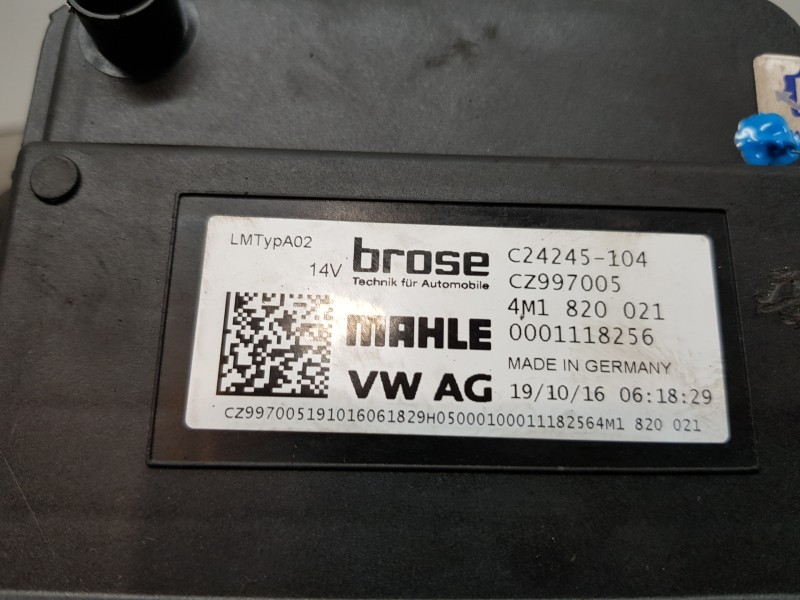 LMTypA02
14V
brose
Technik für Automobile
MAHLE
VW AG
C24245-104
CZ997005
4M1 820 021
0001118256
MADE IN GERMANY
19/10/16 06:18:29
CZ997005191016061829H05000100011182564M1 820 021